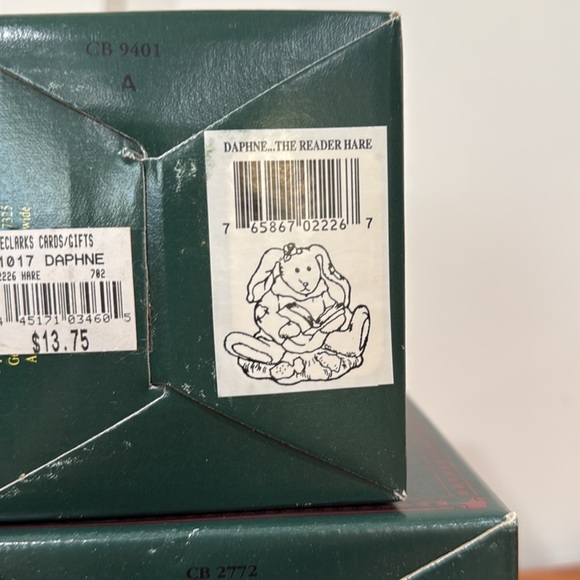 CB 9401
A
DAPHNE...THE READER HARE
7 65867 02226 7
ECLARKS CARDS/GIFTS
1017 DAPHNE
2226 HARE 702
4 45171 03460 5
$13.75
CB 2772